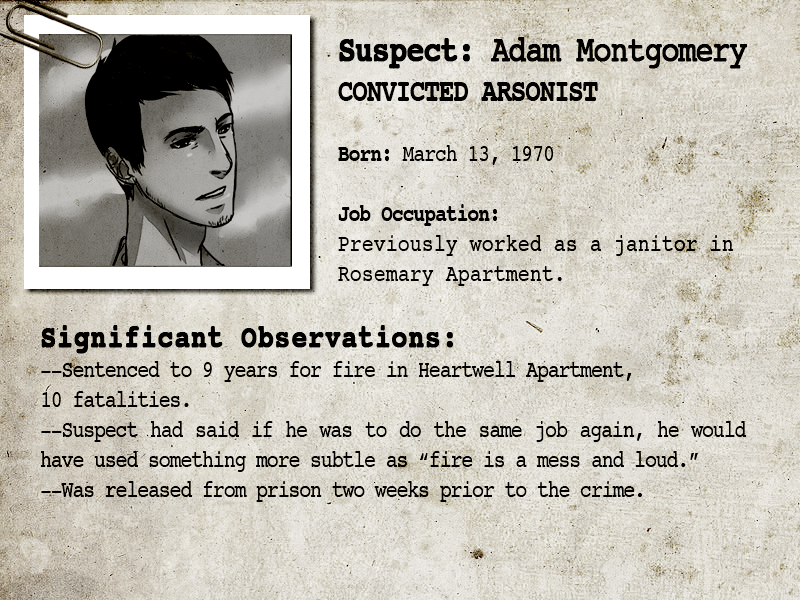 Suspect: Adam Montgomery
CONVICTED ARSONIST
Born: March 13, 1970
Job Occupation:
Previously worked as a janitor in
Rosemary Apartment.
Significant Observations:
--Sentenced to 9 years for fire in Heartwell Apartment,
10 fatalities.
--Suspect had said if he was to do the same job again, he would
have used something more subtle as “fire is a mess and loud.”
--Was released from prison two weeks prior to the crime.